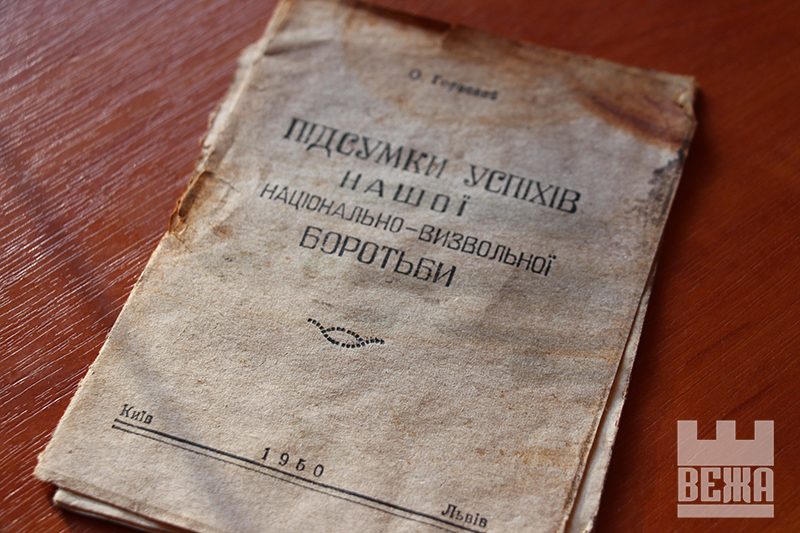 О. Горновий
ПІДСУМКИ УСПІХІВ
НАШОЇ
НАЦІОНАЛЬНО-ВИЗВОЛЬНОЇ
БОРОТЬБИ
Київ
1950
Львів
ВЕЖА